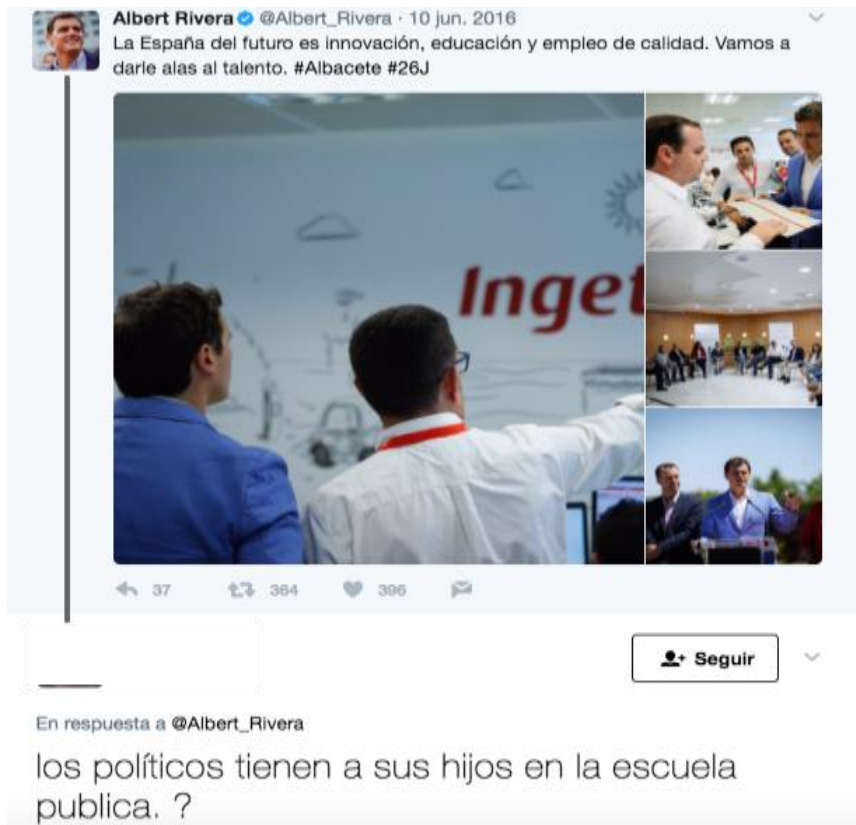 Albert Rivera @Albert_Rivera · 10 jun. 2016
La España del futuro es innovación, educación y empleo de calidad. Vamos a
darle alas al talento. #Albacete #26J
Inget
37 364 396
Seguir
En respuesta a @Albert_Rivera
los políticos tienen a sus hijos en la escuela
publica. ?